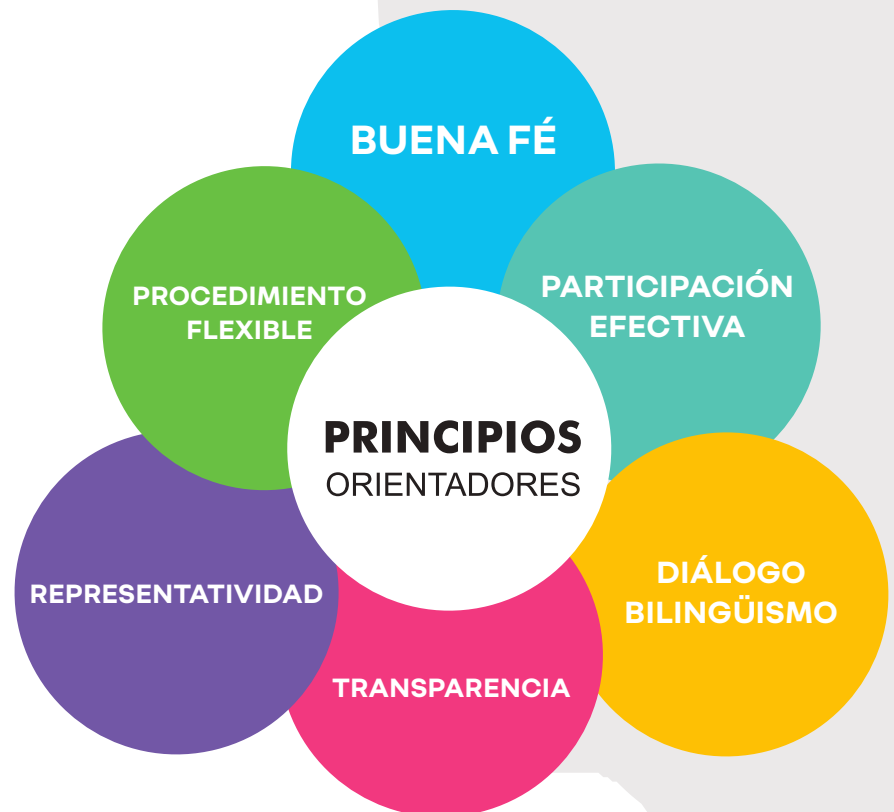 BUENA FÉ
PROCEDIMIENTO
FLEXIBLE
PARTICIPACIÓN
EFECTIVA
PRINCIPIOS
ORIENTADORES
REPRESENTATIVIDAD
DIÁLOGO
BILINGÜISMO
TRANSPARENCIA